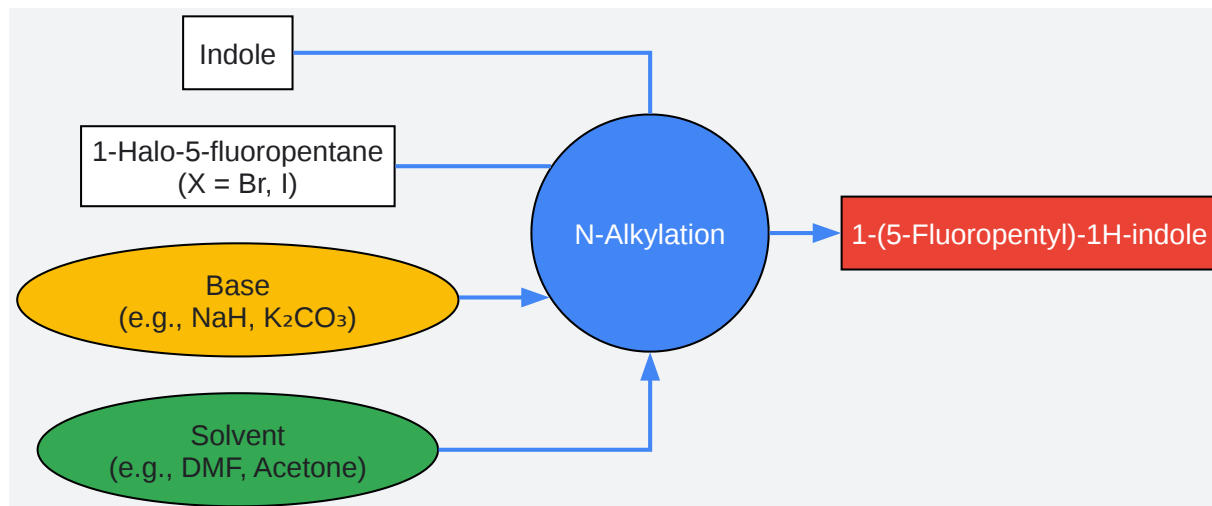 Indole
1-Halo-5-fluoropentane
(X = Br, I)
Base
(e.g., NaH, K₂CO₃)
Solvent
(e.g., DMF, Acetone)
N-Alkylation
1-(5-Fluoropentyl)-1H-indole